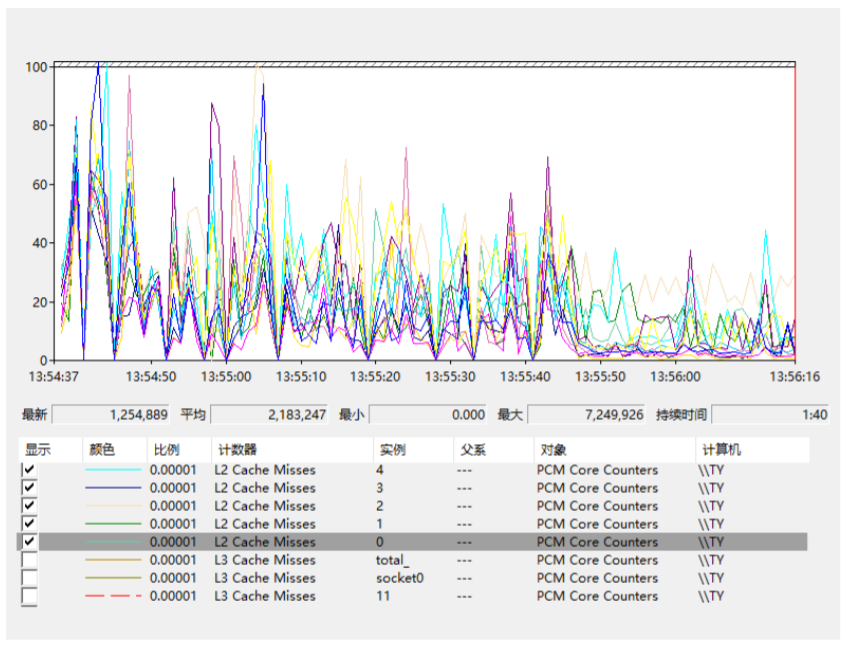 100
80
60
40
20
0
13:54:37 13:54:50 13:55:00 13:55:10 13:55:20 13:55:30 13:55:40 13:55:50 13:56:00 13:56:16
最新 1,254,889 平均 2,183,247 最小 0.000 最大 7,249,926 持续时间 1:40
显示 颜色 比例 计数器 实例 父系 对象 计算机
0.00001 L2 Cache Misses 4 --- PCM Core Counters \\TY
0.00001 L2 Cache Misses 3 --- PCM Core Counters \\TY
0.00001 L2 Cache Misses 2 --- PCM Core Counters \\TY
0.00001 L2 Cache Misses 1 --- PCM Core Counters \\TY
0.00001 L2 Cache Misses 0 --- PCM Core Counters \\TY
0.00001 L3 Cache Misses total_ --- PCM Core Counters \\TY
0.00001 L3 Cache Misses socket0 --- PCM Core Counters \\TY
0.00001 L3 Cache Misses 11 --- PCM Core Counters \\TY